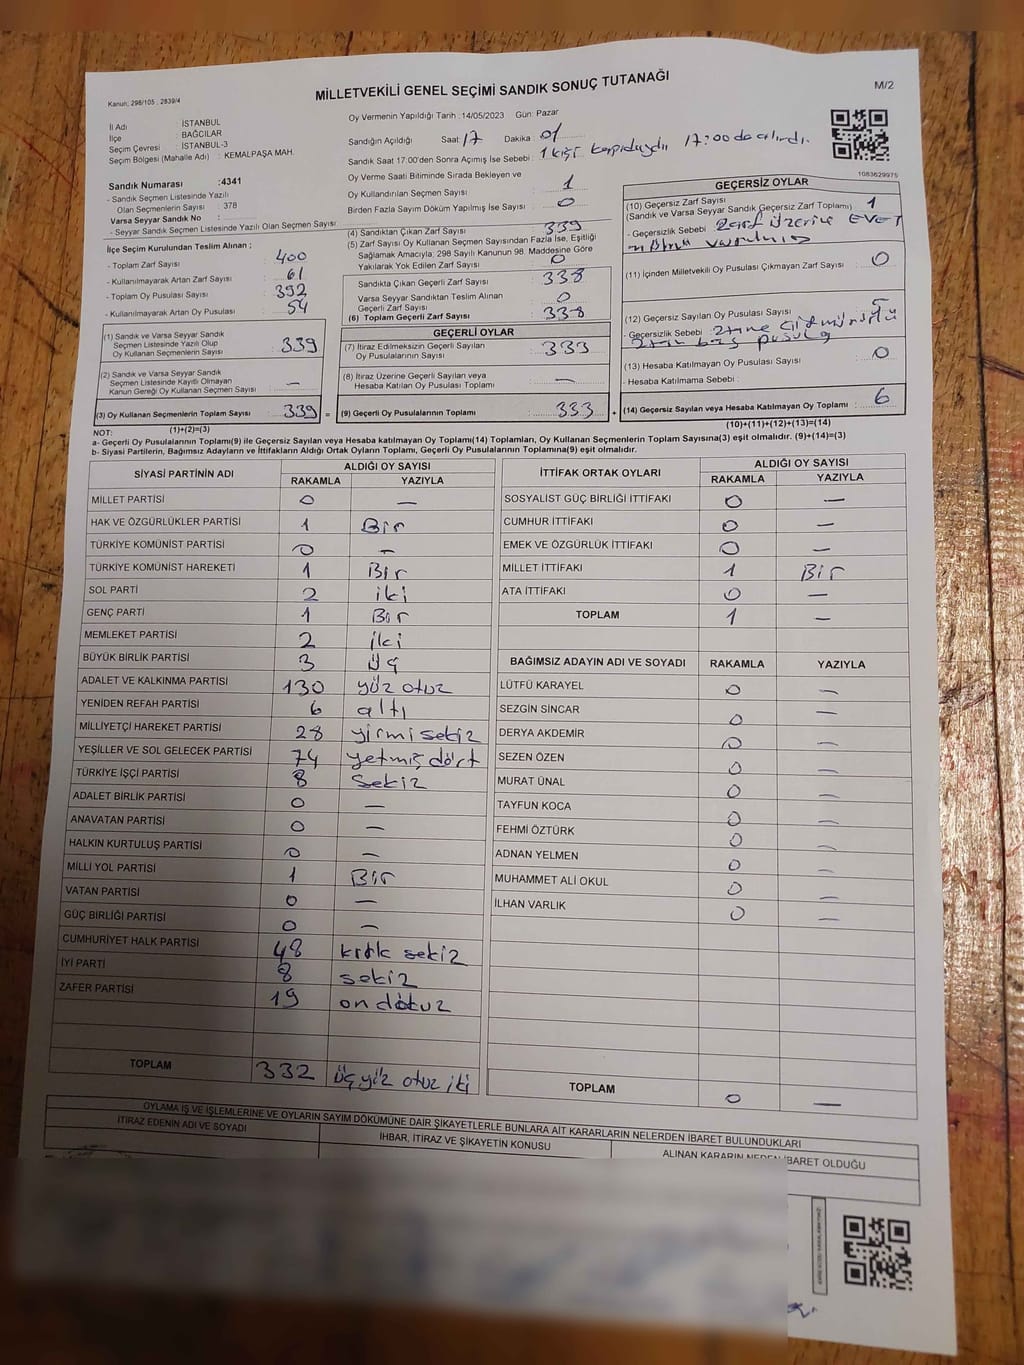 MİLLETVEKİLİ GENEL SEÇİMİ SANDIK SONUÇ TUTANAĞI
M/2
Kanun: 298/105 , 2839/4
İl Adı : İSTANBUL
İlçe : BAĞCILAR
Seçim Çevresi : İSTANBUL-3
Seçim Bölgesi (Mahalle Adı) : KEMALPAŞA MAH.
Sandık Numarası :4341
- Sandık Seçmen Listesinde Yazılı
Olan Seçmenlerin Sayısı : 378
Varsa Seyyar Sandık No :
- Seyyar Sandık Seçmen Listesinde Yazılı Olan Seçmen Sayısı :
Oy Vermenin Yapıldığı Tarih :14/05/2023 Gün: Pazar
Sandığın Açıldığı Saat: 17 Dakika : 01
Sandık Saat 17:00'den Sonra Açımış İse Sebebi : 1 kişi kapıdaydı 17:00 da alındı.
Oy Verme Saati Bitiminde Sırada Bekleyen ve
Oy Kullandırılan Seçmen Sayısı : 1
Birden Fazla Sayım Döküm Yapılmış İse Sayısı : 0
1083629975
İlçe Seçim Kurulundan Teslim Alınan ;
- Toplam Zarf Sayısı : 400
- Kullanılmayarak Artan Zarf Sayısı : 61
- Toplam Oy Pusulası Sayısı : 392
- Kullanılmayarak Artan Oy Pusulası : 54
(1) Sandık ve Varsa Seyyar Sandık
Seçmen Listesinde Yazılı Olup
Oy Kullanan Seçmenlerin Sayısı : 339
(2) Sandık ve Varsa Seyyar Sandık
Seçmen Listesinde Kayıtlı Olmayan
Kanun Gereği Oy Kullanan Seçmen Sayısı : —
(3) Oy Kullanan Seçmenlerin Toplam Sayısı : 339 =
(1)+(2)=(3)
(4) Sandıktan Çıkan Zarf Sayısı : 339
(5) Zarf Sayısı Oy Kullanan Seçmen Sayısından Fazla İse, Eşitliği
Sağlamak Amacıyla; 298 Sayılı Kanunun 98. Maddesine Göre
Yakılarak Yok Edilen Zarf Sayısı : 0
Sandıkta Çıkan Geçerli Zarf Sayısı : 338
Varsa Seyyar Sandıktan Teslim Alınan
Geçerli Zarf Sayısı : 0
(6) Toplam Geçerli Zarf Sayısı : 338
GEÇERLİ OYLAR
(7) İtiraz Edilmeksizin Geçerli Sayılan
Oy Pusulalarının Sayısı : 333
(8) İtiraz Üzerine Geçerli Sayılan veya
Hesaba Katılan Oy Pusulası Toplamı : —
(9) Geçerli Oy Pusulalarının Toplamı : 333 +
GEÇERSİZ OYLAR
(10) Geçersiz Zarf Sayısı
(Sandık ve Varsa Seyyar Sandık Geçersiz Zarf Toplamı) : 1
- Geçersizlik Sebebi : Zarf üzerine EVET
(11) İçinden Milletvekili Oy Pusulası Çıkmayan Zarf Sayısı : 0
(12) Geçersiz Sayılan Oy Pusulası Sayısı : 5
- Geçersizlik Sebebi : 2 tane
boş pusula
(13) Hesaba Katılmayan Oy Pusulası Sayısı : 0
- Hesaba Katılmama Sebebi :
(14) Geçersiz Sayılan veya Hesaba Katılmayan Oy Toplamı : 6
(10)+(11)+(12)+(13)=(14)
NOT:
a- Geçerli Oy Pusulalarının Toplamı(9) ile Geçersiz Sayılan veya Hesaba katılmayan Oy Toplamı(14) Toplamları, Oy Kullanan Seçmenlerin Toplam Sayısına(3) eşit olmalıdır. (9)+(14)=(3)
b- Siyasi Partilerin, Bağımsız Adayların ve İttifakların Aldığı Ortak Oyların Toplamı, Geçerli Oy Pusulalarının Toplamına(9) eşit olmalıdır.
SİYASİ PARTİNİN ADI ALDIĞI OY SAYISI
RAKAMLA YAZIYLA
MİLLET PARTİSİ 0 —
HAK VE ÖZGÜRLÜKLER PARTİSİ 1 Bir
TÜRKİYE KOMÜNİST PARTİSİ 0 —
TÜRKİYE KOMÜNİST HAREKETİ 1 Bir
SOL PARTİ 2 iki
GENÇ PARTİ 1 Bir
MEMLEKET PARTİSİ 2 iki
BÜYÜK BİRLİK PARTİSİ 3 üç
ADALET VE KALKINMA PARTİSİ 130 yüz otuz
YENİDEN REFAH PARTİSİ 6 altı
MİLLİYETÇİ HAREKET PARTİSİ 28 yirmi sekiz
YEŞİLLER VE SOL GELECEK PARTİSİ 74 yetmiş dört
TÜRKİYE İŞÇİ PARTİSİ 8 Sekiz
ADALET BİRLİK PARTİSİ 0 —
ANAVATAN PARTİSİ 0 —
HALKIN KURTULUŞ PARTİSİ 0 —
MİLLİ YOL PARTİSİ 1 Bir
VATAN PARTİSİ 0 —
GÜÇ BİRLİĞİ PARTİSİ 0 —
CUMHURİYET HALK PARTİSİ 48 kırk sekiz
İYİ PARTİ 8 sekiz
ZAFER PARTİSİ 19 on dokuz
TOPLAM 332 üç yüz otuz iki
İTTİFAK ORTAK OYLARI ALDIĞI OY SAYISI
RAKAMLA YAZIYLA
SOSYALİST GÜÇ BİRLİĞİ İTTİFAKI 0 —
CUMHUR İTTİFAKI 0 —
EMEK VE ÖZGÜRLÜK İTTİFAKI 0 —
MİLLET İTTİFAKI 1 Bir
ATA İTTİFAKI 0 —
TOPLAM 1 —
BAĞIMSIZ ADAYIN ADI VE SOYADI RAKAMLA YAZIYLA
LÜTFÜ KARAYEL 0 —
SEZGİN SİNCAR 0 —
DERYA AKDEMİR 0 —
SEZEN ÖZEN 0 —
MURAT ÜNAL 0 —
TAYFUN KOCA 0 —
FEHMİ ÖZTÜRK 0 —
ADNAN YELMEN 0 —
MUHAMMET ALİ OKUL 0 —
İLHAN VARLIK 0 —
TOPLAM 0 —
OYLAMA İŞ VE İŞLEMLERİNE VE OYLARIN SAYIM DÖKÜMÜNE DAİR ŞİKAYETLERLE BUNLARA AİT KARARLARIN NELERDEN İBARET BULUNDUKLARI
İTİRAZ EDENİN ADI VE SOYADI
İHBAR, İTİRAZ VE ŞİKAYETİN KONUSU
ALINAN KARARIN NEDEN İBARET OLDUĞU